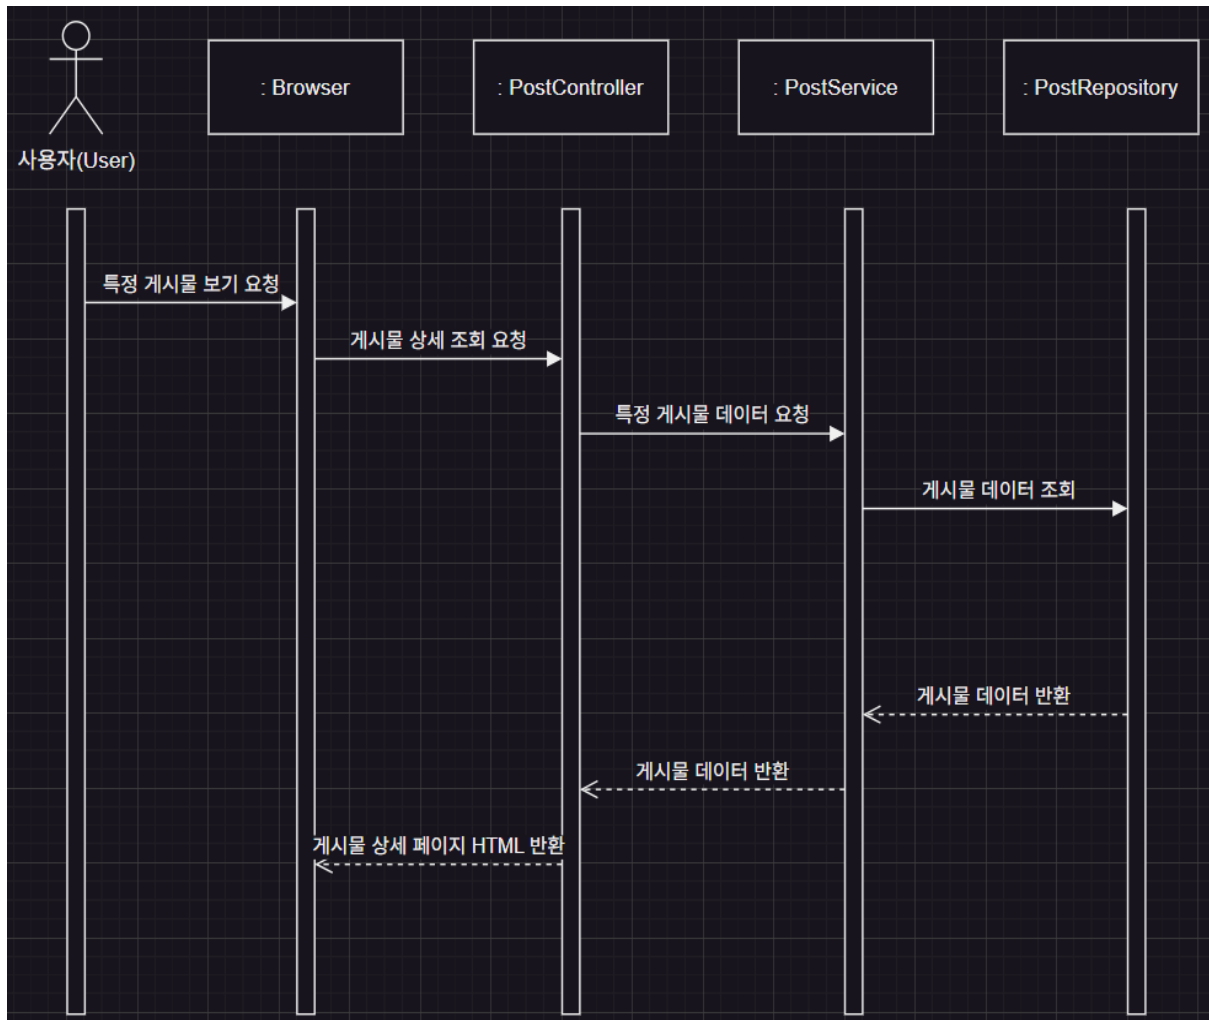 : Browser
: PostController
: PostService
: PostRepository
사용자(User)
특정 게시물 보기 요청
게시물 상세 조회 요청
특정 게시물 데이터 요청
게시물 데이터 조회
게시물 데이터 반환
게시물 데이터 반환
게시물 상세 페이지 HTML 반환